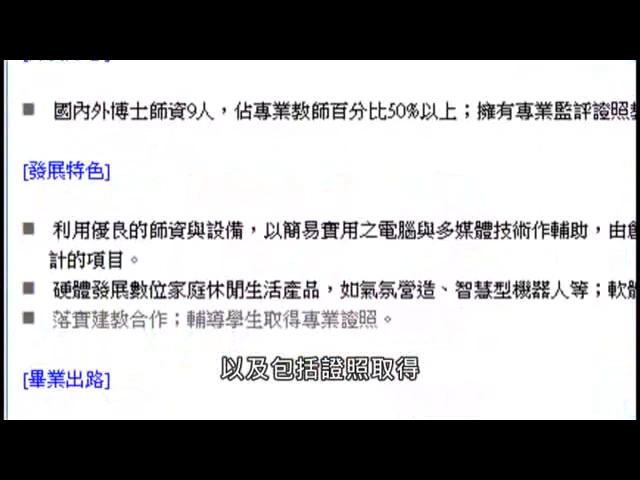 國內外博士師資9人，佔專業教師百分比50%以上；擁有專業監評證照
[發展特色]
利用優良的師資與設備，以簡易實用之電腦與多媒體技術作輔助，由
計的項目。
硬體發展數位家庭休閒生活產品，如氣氛營造、智慧型機器人等；軟體
落實建教合作；輔導學生取得專業證照。
以及包括證照取得
[畢業出路]